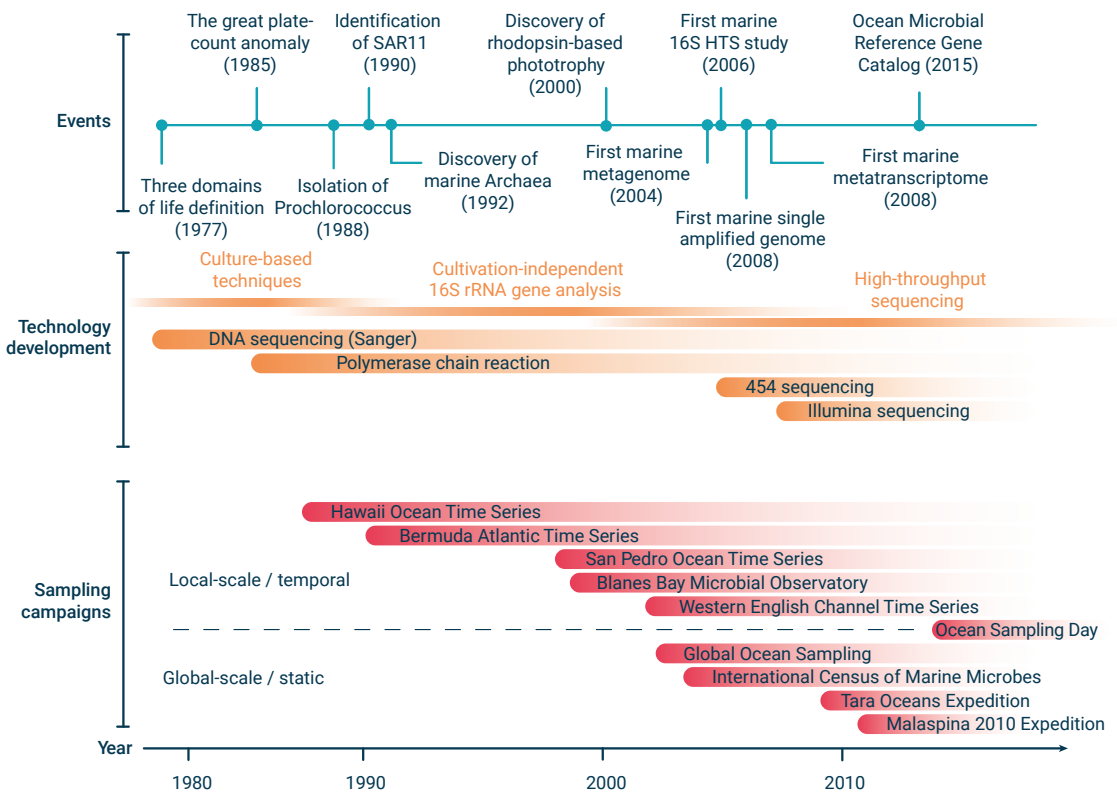 The great plate-
count anomaly
(1985)
Identification
of SAR11
(1990)
Discovery of
rhodopsin-based
phototrophy
(2000)
First marine
16S HTS study
(2006)
Ocean Microbial
Reference Gene
Catalog (2015)
Events
Three domains
of life definition
(1977)
Isolation of
Prochlorococcus
(1988)
Discovery of
marine Archaea
(1992)
First marine
metagenome
(2004)
First marine single
amplified genome
(2008)
First marine
metatranscriptome
(2008)
Culture-based
techniques
Cultivation-independent
16S rRNA gene analysis
High-throughput
sequencing
Technology
development
DNA sequencing (Sanger)
Polymerase chain reaction
454 sequencing
Illumina sequencing
Sampling
campaigns
Local-scale / temporal
Hawaii Ocean Time Series
Bermuda Atlantic Time Series
San Pedro Ocean Time Series
Blanes Bay Microbial Observatory
Western English Channel Time Series
Ocean Sampling Day
Global-scale / static
Global Ocean Sampling
International Census of Marine Microbes
Tara Oceans Expedition
Malaspina 2010 Expedition
Year
1980
1990
2000
2010